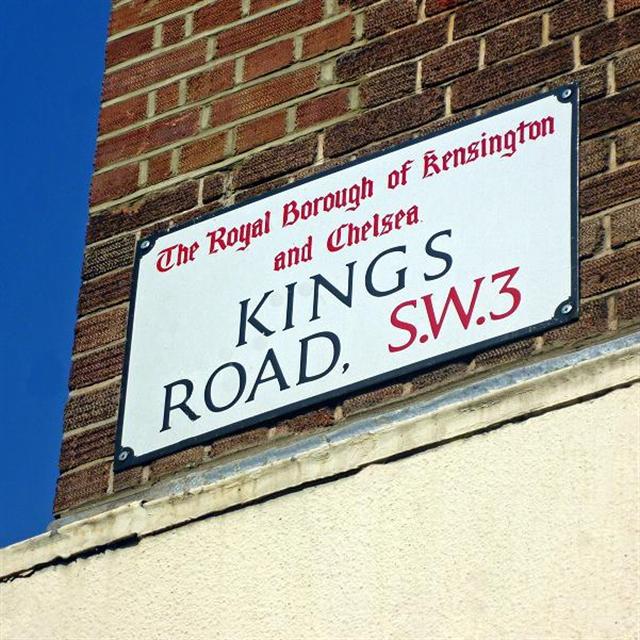 The Royal Borough of Kensington
and Chelsea.
KINGS
ROAD, S.W.3